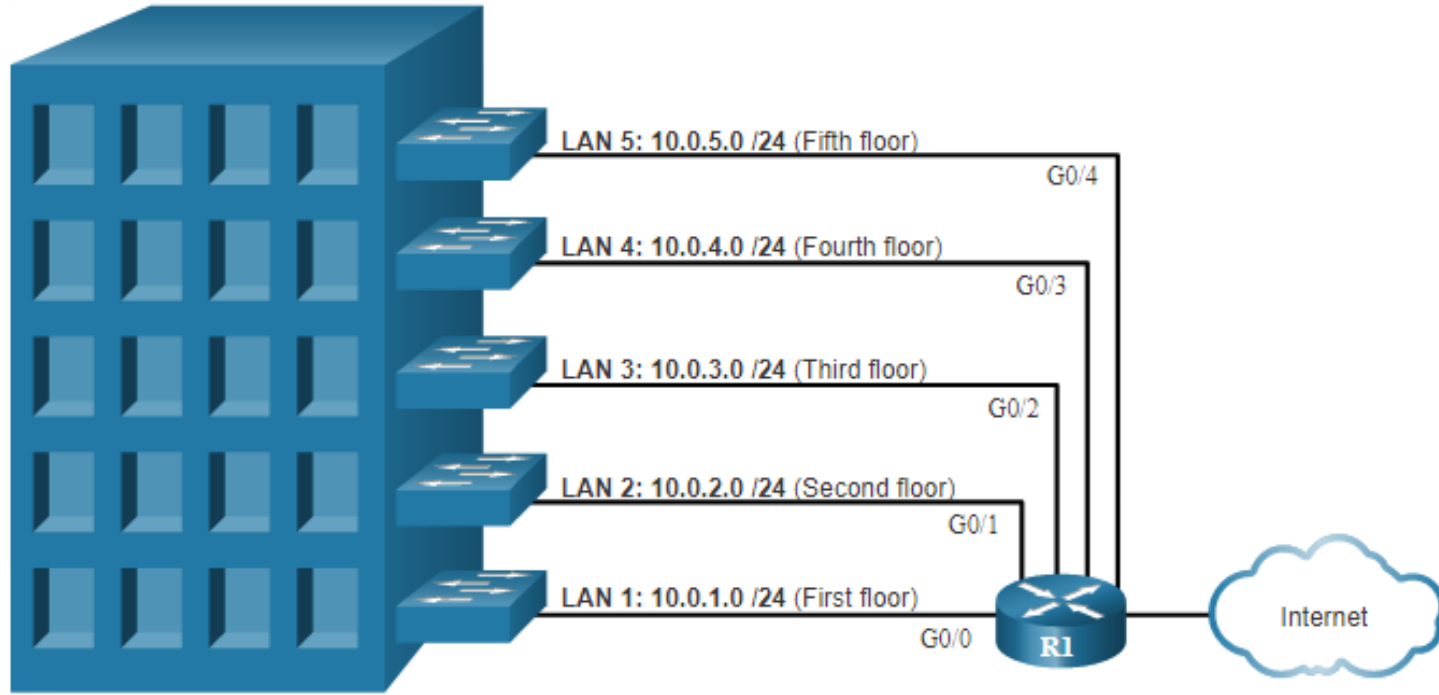 LAN 5: 10.0.5.0 /24 (Fifth floor)
G0/4
LAN 4: 10.0.4.0 /24 (Fourth floor)
G0/3
LAN 3: 10.0.3.0 /24 (Third floor)
G0/2
LAN 2: 10.0.2.0 /24 (Second floor)
G0/1
LAN 1: 10.0.1.0 /24 (First floor)
G0/0
R1
Internet